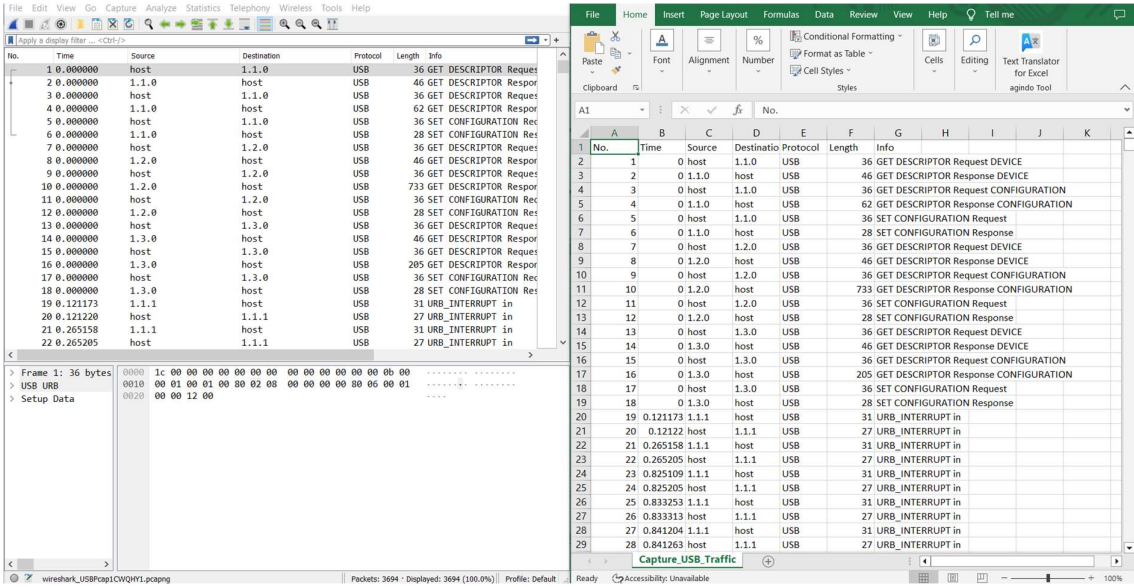 File Edit View Go Capture Analyze Statistics Telephony Wireless Tools Help
Apply a display filter ... <Ctrl-/>
No. Time Source Destination Protocol Length Info
1 0.000000 host 1.1.0 USB 36 GET DESCRIPTOR Reques
2 0.000000 1.1.0 host USB 46 GET DESCRIPTOR Respor
3 0.000000 host 1.1.0 USB 36 GET DESCRIPTOR Reques
4 0.000000 1.1.0 host USB 62 GET DESCRIPTOR Respor
5 0.000000 host 1.1.0 USB 36 SET CONFIGURATION Rec
6 0.000000 1.1.0 host USB 28 SET CONFIGURATION Res
7 0.000000 host 1.2.0 USB 36 GET DESCRIPTOR Reques
8 0.000000 1.2.0 host USB 46 GET DESCRIPTOR Respor
9 0.000000 host 1.2.0 USB 36 GET DESCRIPTOR Reques
10 0.000000 1.2.0 host USB 733 GET DESCRIPTOR Respor
11 0.000000 host 1.2.0 USB 36 SET CONFIGURATION Rec
12 0.000000 1.2.0 host USB 28 SET CONFIGURATION Res
13 0.000000 host 1.3.0 USB 36 GET DESCRIPTOR Reques
14 0.000000 1.3.0 host USB 46 GET DESCRIPTOR Respor
15 0.000000 host 1.3.0 USB 36 GET DESCRIPTOR Reques
16 0.000000 1.3.0 host USB 205 GET DESCRIPTOR Respor
17 0.000000 host 1.3.0 USB 36 SET CONFIGURATION Rec
18 0.000000 1.3.0 host USB 28 SET CONFIGURATION Res
19 0.121173 1.1.1 host USB 31 URB_INTERRUPT in
20 0.121220 host 1.1.1 USB 27 URB_INTERRUPT in
21 0.265158 1.1.1 host USB 31 URB_INTERRUPT in
22 0.265205 host 1.1.1 USB 27 URB_INTERRUPT in
Frame 1: 36 bytes
USB URB
Setup Data
0000 1c 00 00 00 00 00 00 00 00 00 00 00 00 00 0b 00 ········ ········
0010 00 01 00 01 00 80 02 08 00 00 00 00 80 06 00 01 ········ ········
0020 00 00 12 00 ····
wireshark_USBPcap1CWQHY1.pcapng Packets: 3694 · Displayed: 3694 (100.0%) Profile: Default
File Home Insert Page Layout Formulas Data Review View Help Tell me
Paste Font Alignment Number Conditional Formatting Format as Table Cell Styles Cells Editing Text Translator for Excel
Clipboard Styles agindo Tool
A1 fx No.
A B C D E F G H I J K
1 No. Time Source Destinatio Protocol Length Info
2 1 0 host 1.1.0 USB 36 GET DESCRIPTOR Request DEVICE
3 2 0 1.1.0 host USB 46 GET DESCRIPTOR Response DEVICE
4 3 0 host 1.1.0 USB 36 GET DESCRIPTOR Request CONFIGURATION
5 4 0 1.1.0 host USB 62 GET DESCRIPTOR Response CONFIGURATION
6 5 0 host 1.1.0 USB 36 SET CONFIGURATION Request
7 6 0 1.1.0 host USB 28 SET CONFIGURATION Response
8 7 0 host 1.2.0 USB 36 GET DESCRIPTOR Request DEVICE
9 8 0 1.2.0 host USB 46 GET DESCRIPTOR Response DEVICE
10 9 0 host 1.2.0 USB 36 GET DESCRIPTOR Request CONFIGURATION
11 10 0 1.2.0 host USB 733 GET DESCRIPTOR Response CONFIGURATION
12 11 0 host 1.2.0 USB 36 SET CONFIGURATION Request
13 12 0 1.2.0 host USB 28 SET CONFIGURATION Response
14 13 0 host 1.3.0 USB 36 GET DESCRIPTOR Request DEVICE
15 14 0 1.3.0 host USB 46 GET DESCRIPTOR Response DEVICE
16 15 0 host 1.3.0 USB 36 GET DESCRIPTOR Request CONFIGURATION
17 16 0 1.3.0 host USB 205 GET DESCRIPTOR Response CONFIGURATION
18 17 0 host 1.3.0 USB 36 SET CONFIGURATION Request
19 18 0 1.3.0 host USB 28 SET CONFIGURATION Response
20 19 0.121173 1.1.1 host USB 31 URB_INTERRUPT in
21 20 0.12122 host 1.1.1 USB 27 URB_INTERRUPT in
22 21 0.265158 1.1.1 host USB 31 URB_INTERRUPT in
23 22 0.265205 host 1.1.1 USB 27 URB_INTERRUPT in
24 23 0.825109 1.1.1 host USB 31 URB_INTERRUPT in
25 24 0.825205 host 1.1.1 USB 27 URB_INTERRUPT in
26 25 0.833253 1.1.1 host USB 31 URB_INTERRUPT in
27 26 0.833313 host 1.1.1 USB 27 URB_INTERRUPT in
28 27 0.841204 1.1.1 host USB 31 URB_INTERRUPT in
29 28 0.841263 host 1.1.1 USB 27 URB_INTERRUPT in
Capture_USB_Traffic
Ready Accessibility: Unavailable 100%